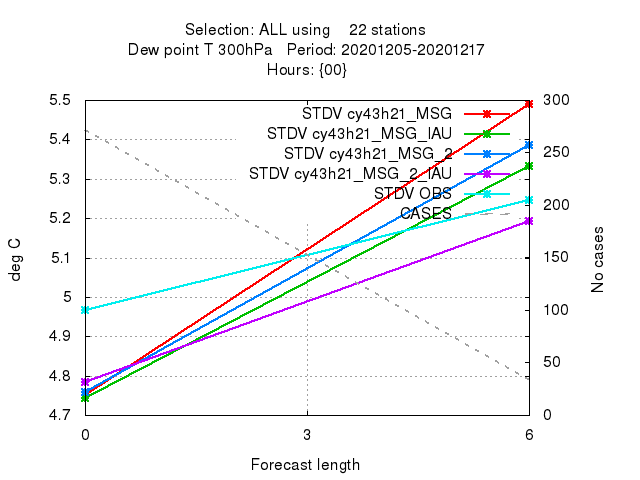 Selection: ALL using    22 stations
Dew point T 300hPa   Period: 20201205-20201217
Hours: {00}
5.5
5.4
5.3
5.2
5.1
5
4.9
4.8
4.7
deg C
STDV cy43h21_MSG
STDV cy43h21_MSG_IAU
STDV cy43h21_MSG_2
STDV cy43h21_MSG_2_IAU
STDV OBS
CASES
300
250
200
150
100
50
0
No cases
0 3 6
Forecast length